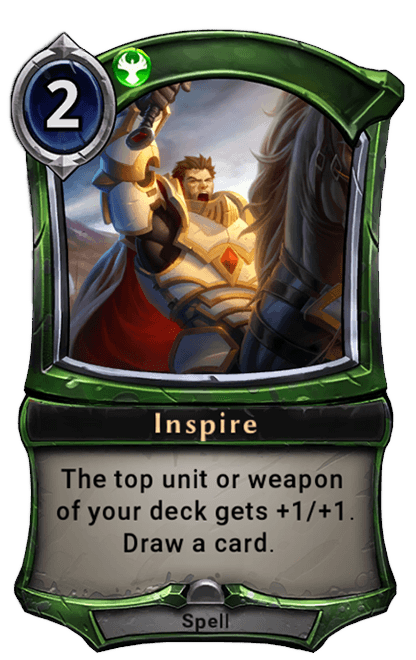 2
Inspire
The top unit or weapon
of your deck gets +1/+1.
Draw a card.
Spell